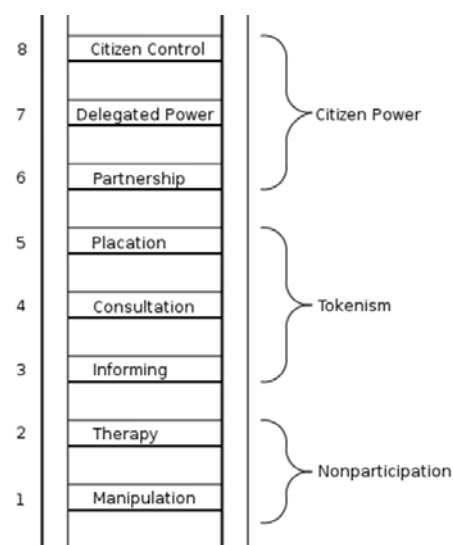 8 Citizen Control
7 Delegated Power Citizen Power
6 Partnership
5 Placation
4 Consultation Tokenism
3 Informing
2 Therapy
Nonparticipation
1 Manipulation